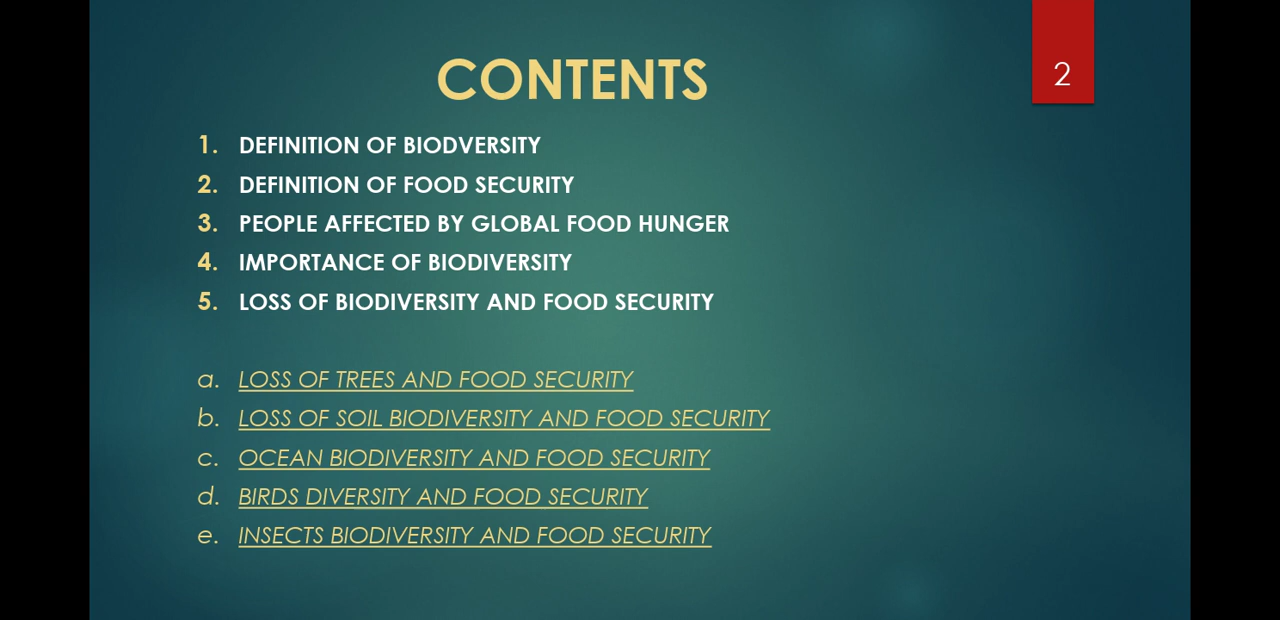 CONTENTS
2
1. DEFINITION OF BIODVERSITY
2. DEFINITION OF FOOD SECURITY
3. PEOPLE AFFECTED BY GLOBAL FOOD HUNGER
4. IMPORTANCE OF BIODIVERSITY
5. LOSS OF BIODIVERSITY AND FOOD SECURITY
a. LOSS OF TREES AND FOOD SECURITY
b. LOSS OF SOIL BIODIVERSITY AND FOOD SECURITY
c. OCEAN BIODIVERSITY AND FOOD SECURITY
d. BIRDS DIVERSITY AND FOOD SECURITY
e. INSECTS BIODIVERSITY AND FOOD SECURITY